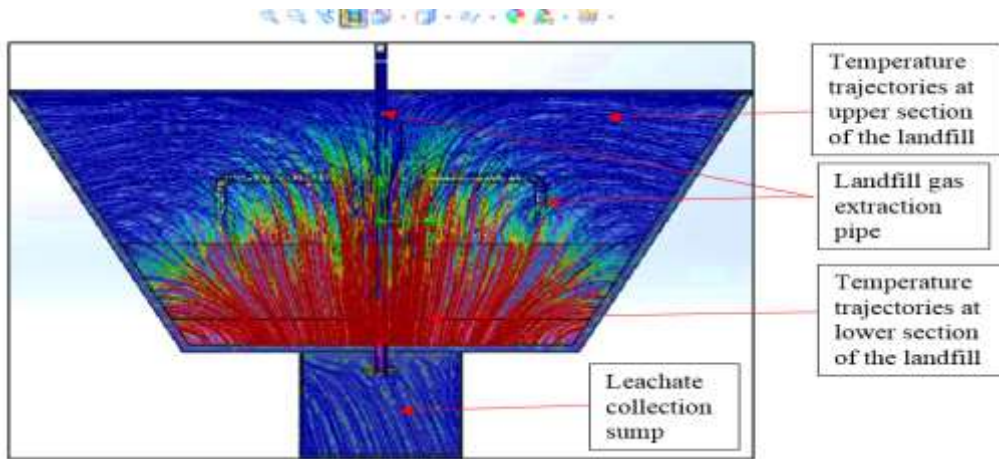 Temperature
trajectories at
upper section
of the landfill
Landfill gas
extraction
pipe
Temperature
trajectories at
lower section
of the landfill
Leachate
collection
sump